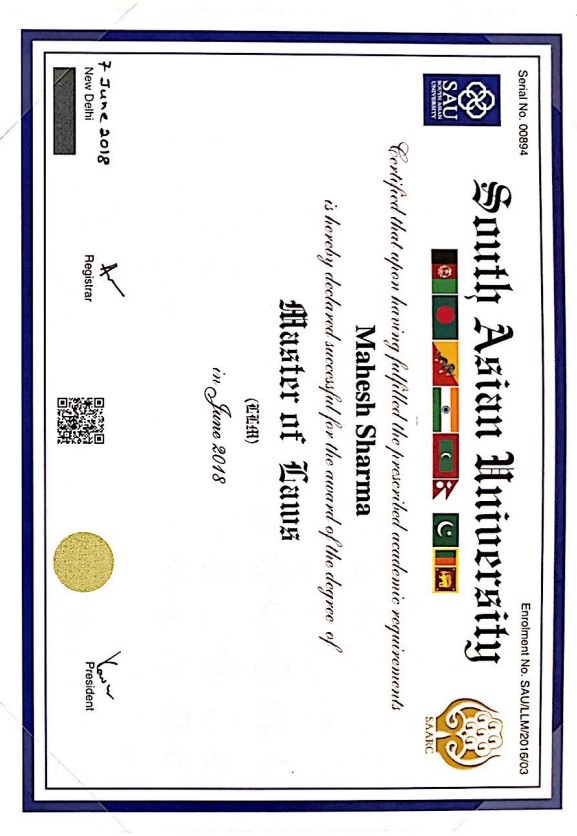 Serial No. 00894
Enrolment No. SAU/LLM/2016/03
South Asian University
SAU
SOUTH ASIAN
UNIVERSITY
SAARC
Certified that upon having fulfilled the prescribed academic requirements
Mahesh Sharma
is hereby declared successful for the award of the degree of
Master of Laws
(LLM)
in June 2018
7 June 2018
New Delhi
Registrar
President